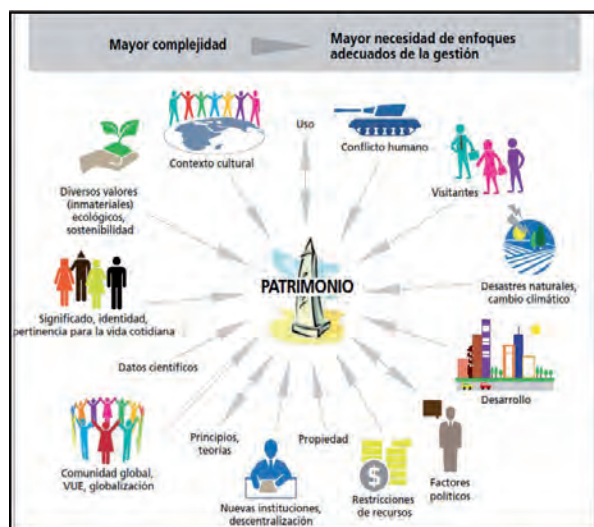 Mayor complejidad
Mayor necesidad de enfoques
adecuados de la gestión
Contexto cultural
Uso
Conflicto humano
Visitantes
Diversos valores
(inmateriales)
ecológicos,
sostenibilidad
PATRIMONIO
Desastres naturales,
cambio climático
Significado, identidad,
pertinencia para la vida cotidiana
Datos científicos
Desarrollo
Comunidad global,
VUE, globalización
Principios,
teorías
Nuevas instituciones,
descentralización
Propiedad
$
Restricciones
de recursos
Factores
políticos